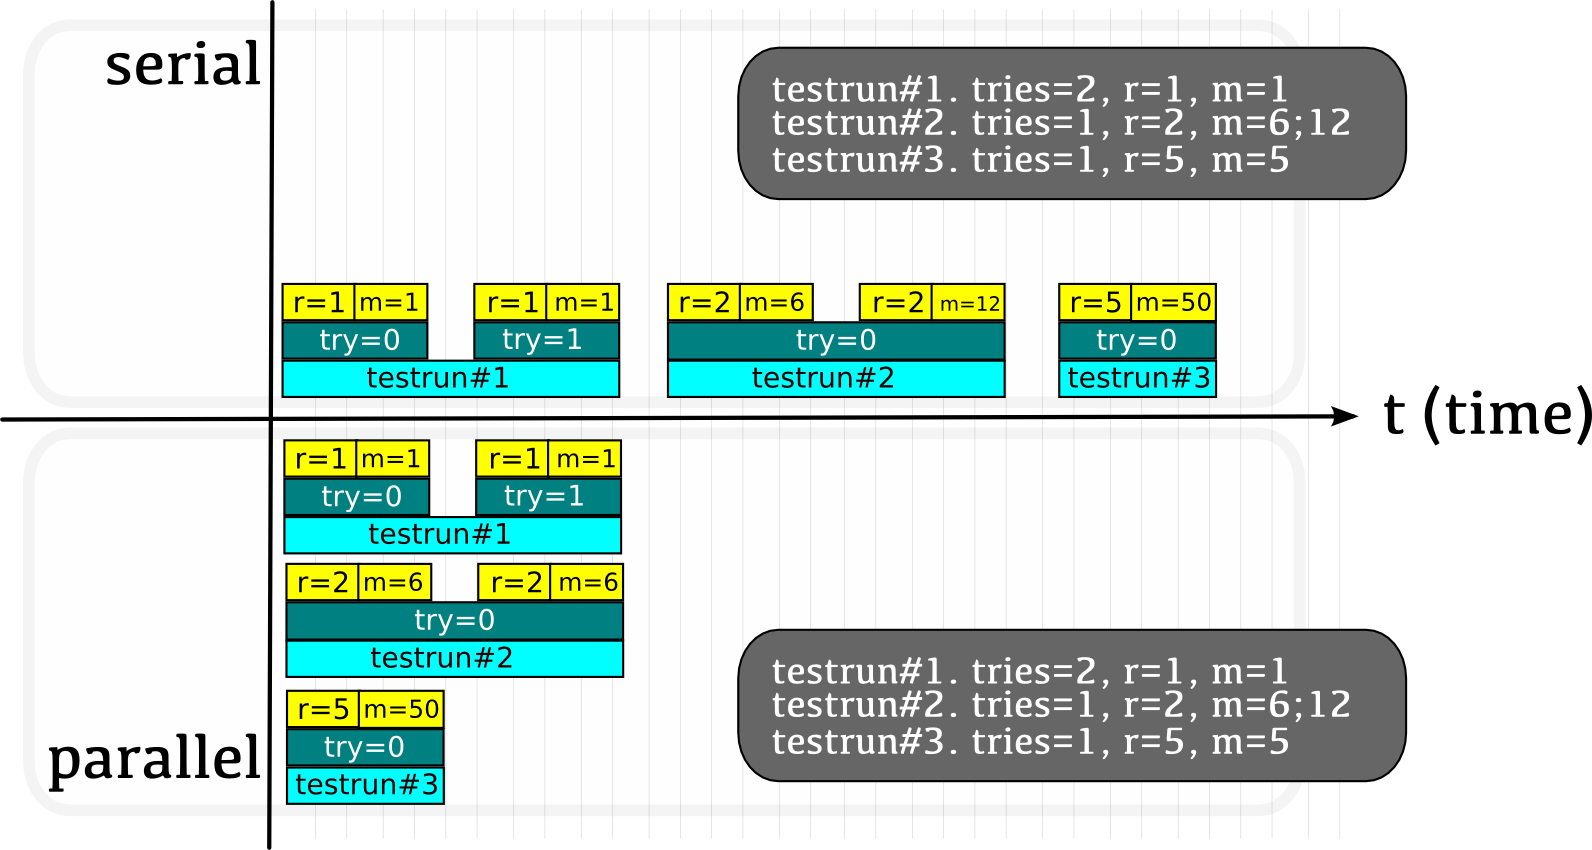 serial
testrun#1. tries=2, r=1, m=1
testrun#2. tries=1, r=2, m=6;12
testrun#3. tries=1, r=5, m=5
r=1 m=1 r=1 m=1 r=2 m=6 r=2 m=12 r=5 m=50
try=0 try=1 try=0 try=0
testrun#1 testrun#2 testrun#3
t (time)
r=1 m=1 r=1 m=1
try=0 try=1
testrun#1
r=2 m=6 r=2 m=6
try=0
testrun#2
r=5 m=50
try=0
testrun#3
parallel
testrun#1. tries=2, r=1, m=1
testrun#2. tries=1, r=2, m=6;12
testrun#3. tries=1, r=5, m=5